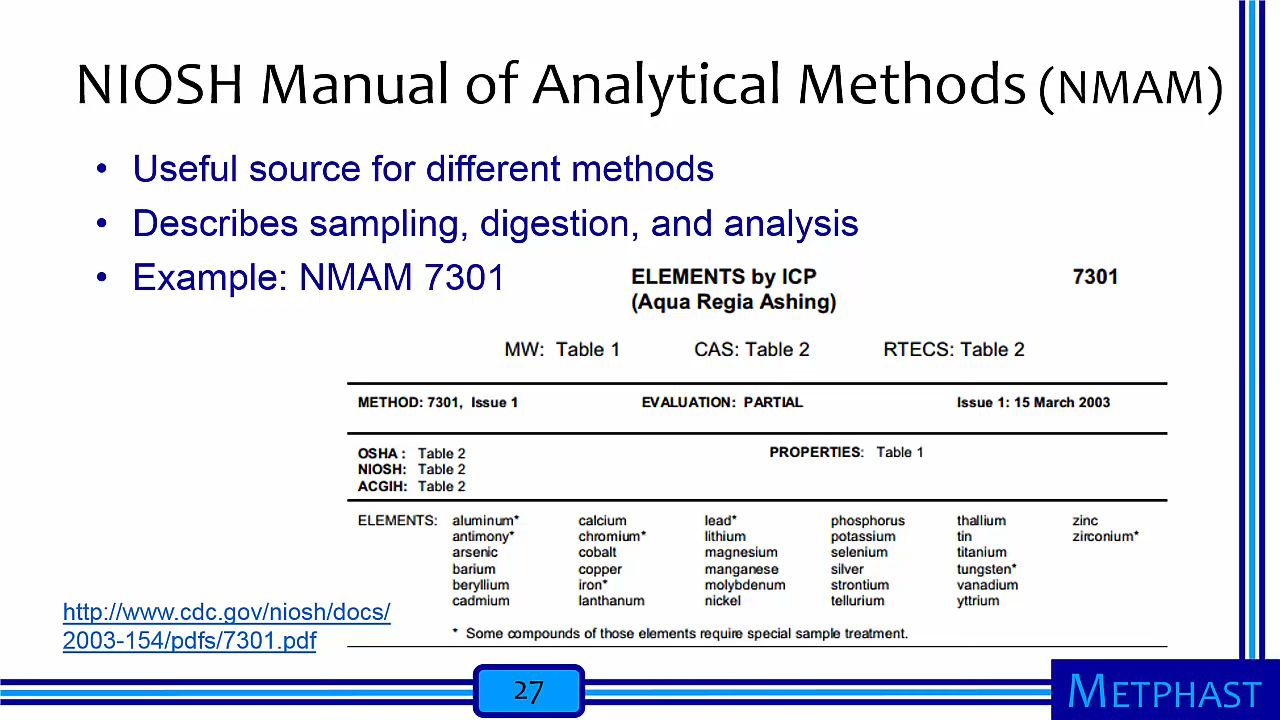 NIOSH Manual of Analytical Methods (NMAM)
• Useful source for different methods
• Describes sampling, digestion, and analysis
• Example: NMAM 7301
ELEMENTS by ICP 7301
(Aqua Regia Ashing)
MW: Table 1 CAS: Table 2 RTECS: Table 2
METHOD: 7301, Issue 1 EVALUATION: PARTIAL Issue 1: 15 March 2003
OSHA : Table 2 PROPERTIES: Table 1
NIOSH: Table 2
ACGIH: Table 2
ELEMENTS: aluminum* calcium lead* phosphorus thallium zinc
antimony* chromium* lithium potassium tin zirconium*
arsenic cobalt magnesium selenium titanium
barium copper manganese silver tungsten*
beryllium iron* molybdenum strontium vanadium
cadmium lanthanum nickel tellurium yttrium
* Some compounds of those elements require special sample treatment.
http://www.cdc.gov/niosh/docs/
2003-154/pdfs/7301.pdf
27
METPHAST